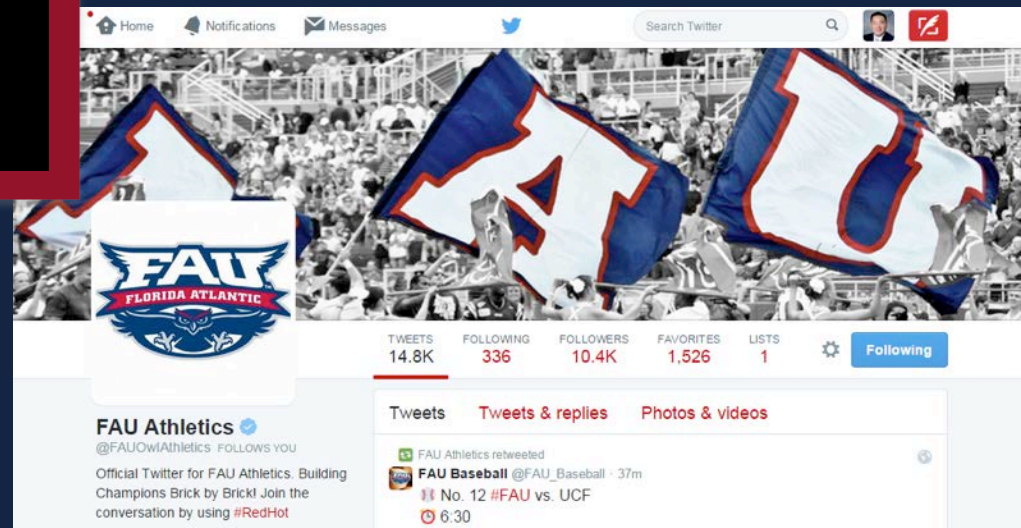 Home Notifications Messages Search Twitter
A U
FAU
FLORIDA ATLANTIC
TWEETS FOLLOWING FOLLOWERS FAVORITES LISTS
14.8K 336 10.4K 1,526 1
Following
FAU Athletics
@FAUOwlAthletics FOLLOWS YOU
Official Twitter for FAU Athletics. Building
Champions Brick by Brick! Join the
conversation by using #RedHot
Tweets Tweets & replies Photos & videos
FAU Athletics retweeted
FAU Baseball @FAU_Baseball · 37m
No. 12 #FAU vs. UCF
6:30